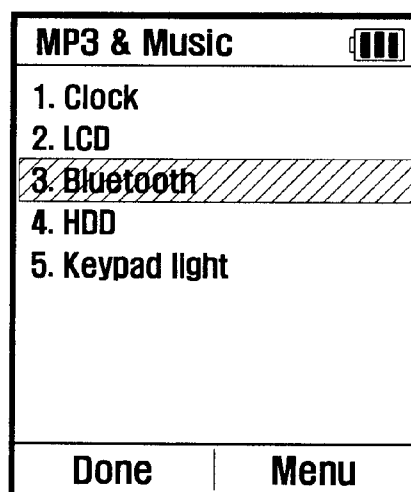 MP3 & Music
1. Clock
2. LCD
3. Bluetooth
4. HDD
5. Keypad light
Done Menu